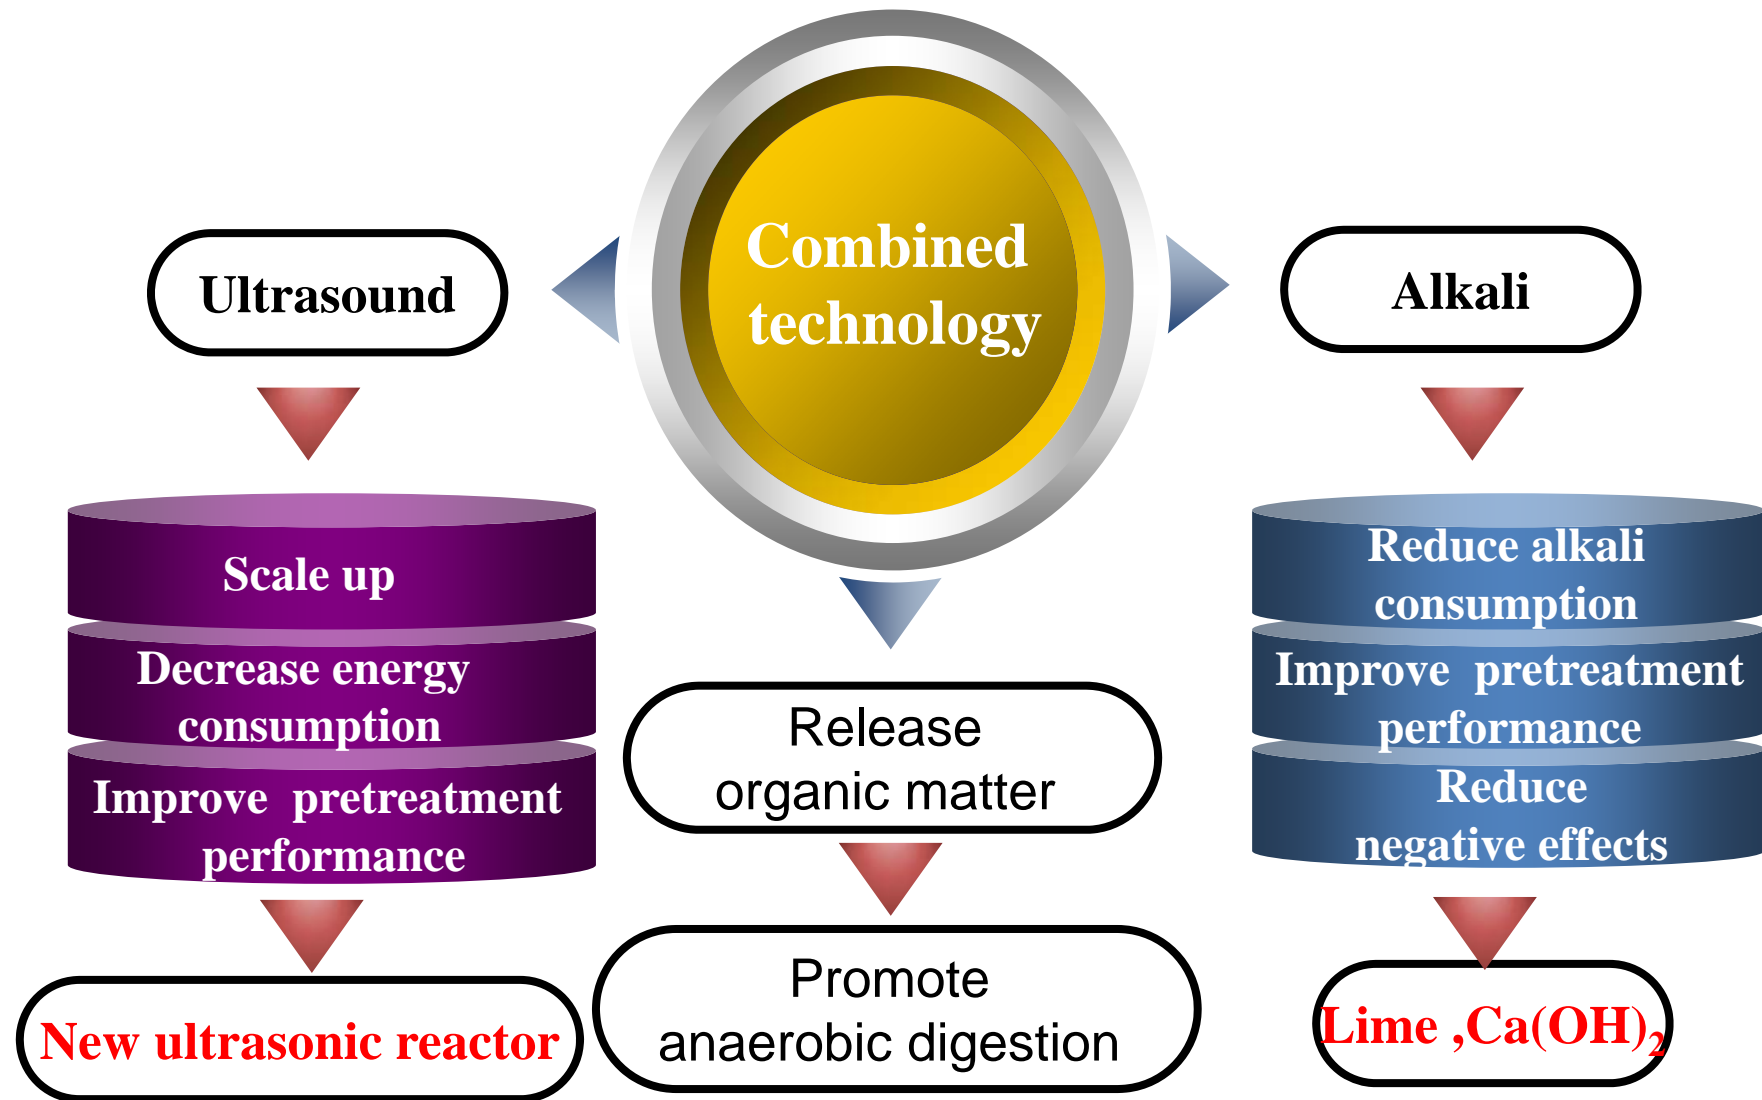 Combined
technology
Ultrasound
Alkali
Scale up
Decrease energy
consumption
Improve pretreatment
performance
New ultrasonic reactor
Release
organic matter
Promote
anaerobic digestion
Reduce alkali
consumption
Improve pretreatment
performance
Reduce
negative effects
Lime ,Ca(OH)₂